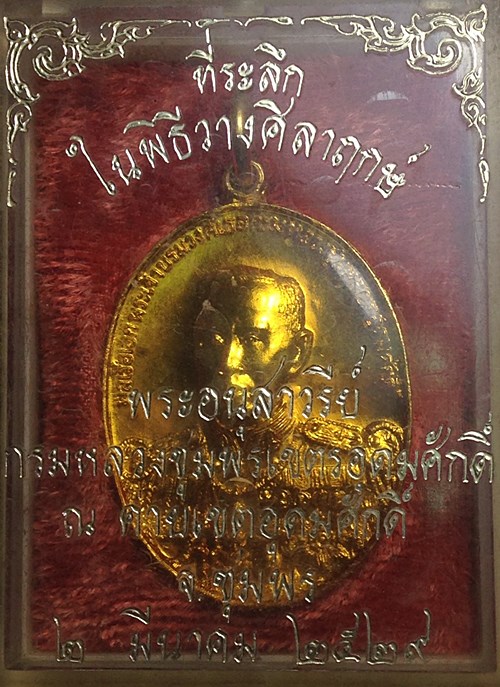 ที่ระลึก
ในพิธีวางศิลาฤกษ์
พระอนุสาวรีย์
กรมหลวงชุมพรเขตรอุดมศักดิ์
ณ ค่ายเขตอุดมศักดิ์
จ.ชุมพร
๒ มีนาคม ๒๕๒๙